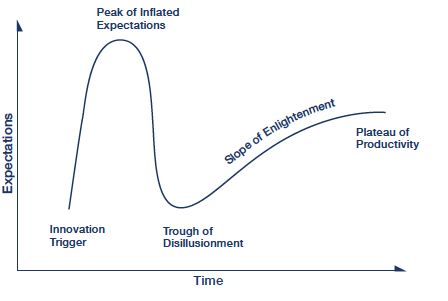 Peak of Inflated
Expectations
Expectations
Slope of Enlightenment
Plateau of
Productivity
Innovation
Trigger
Trough of
Disillusionment
Time